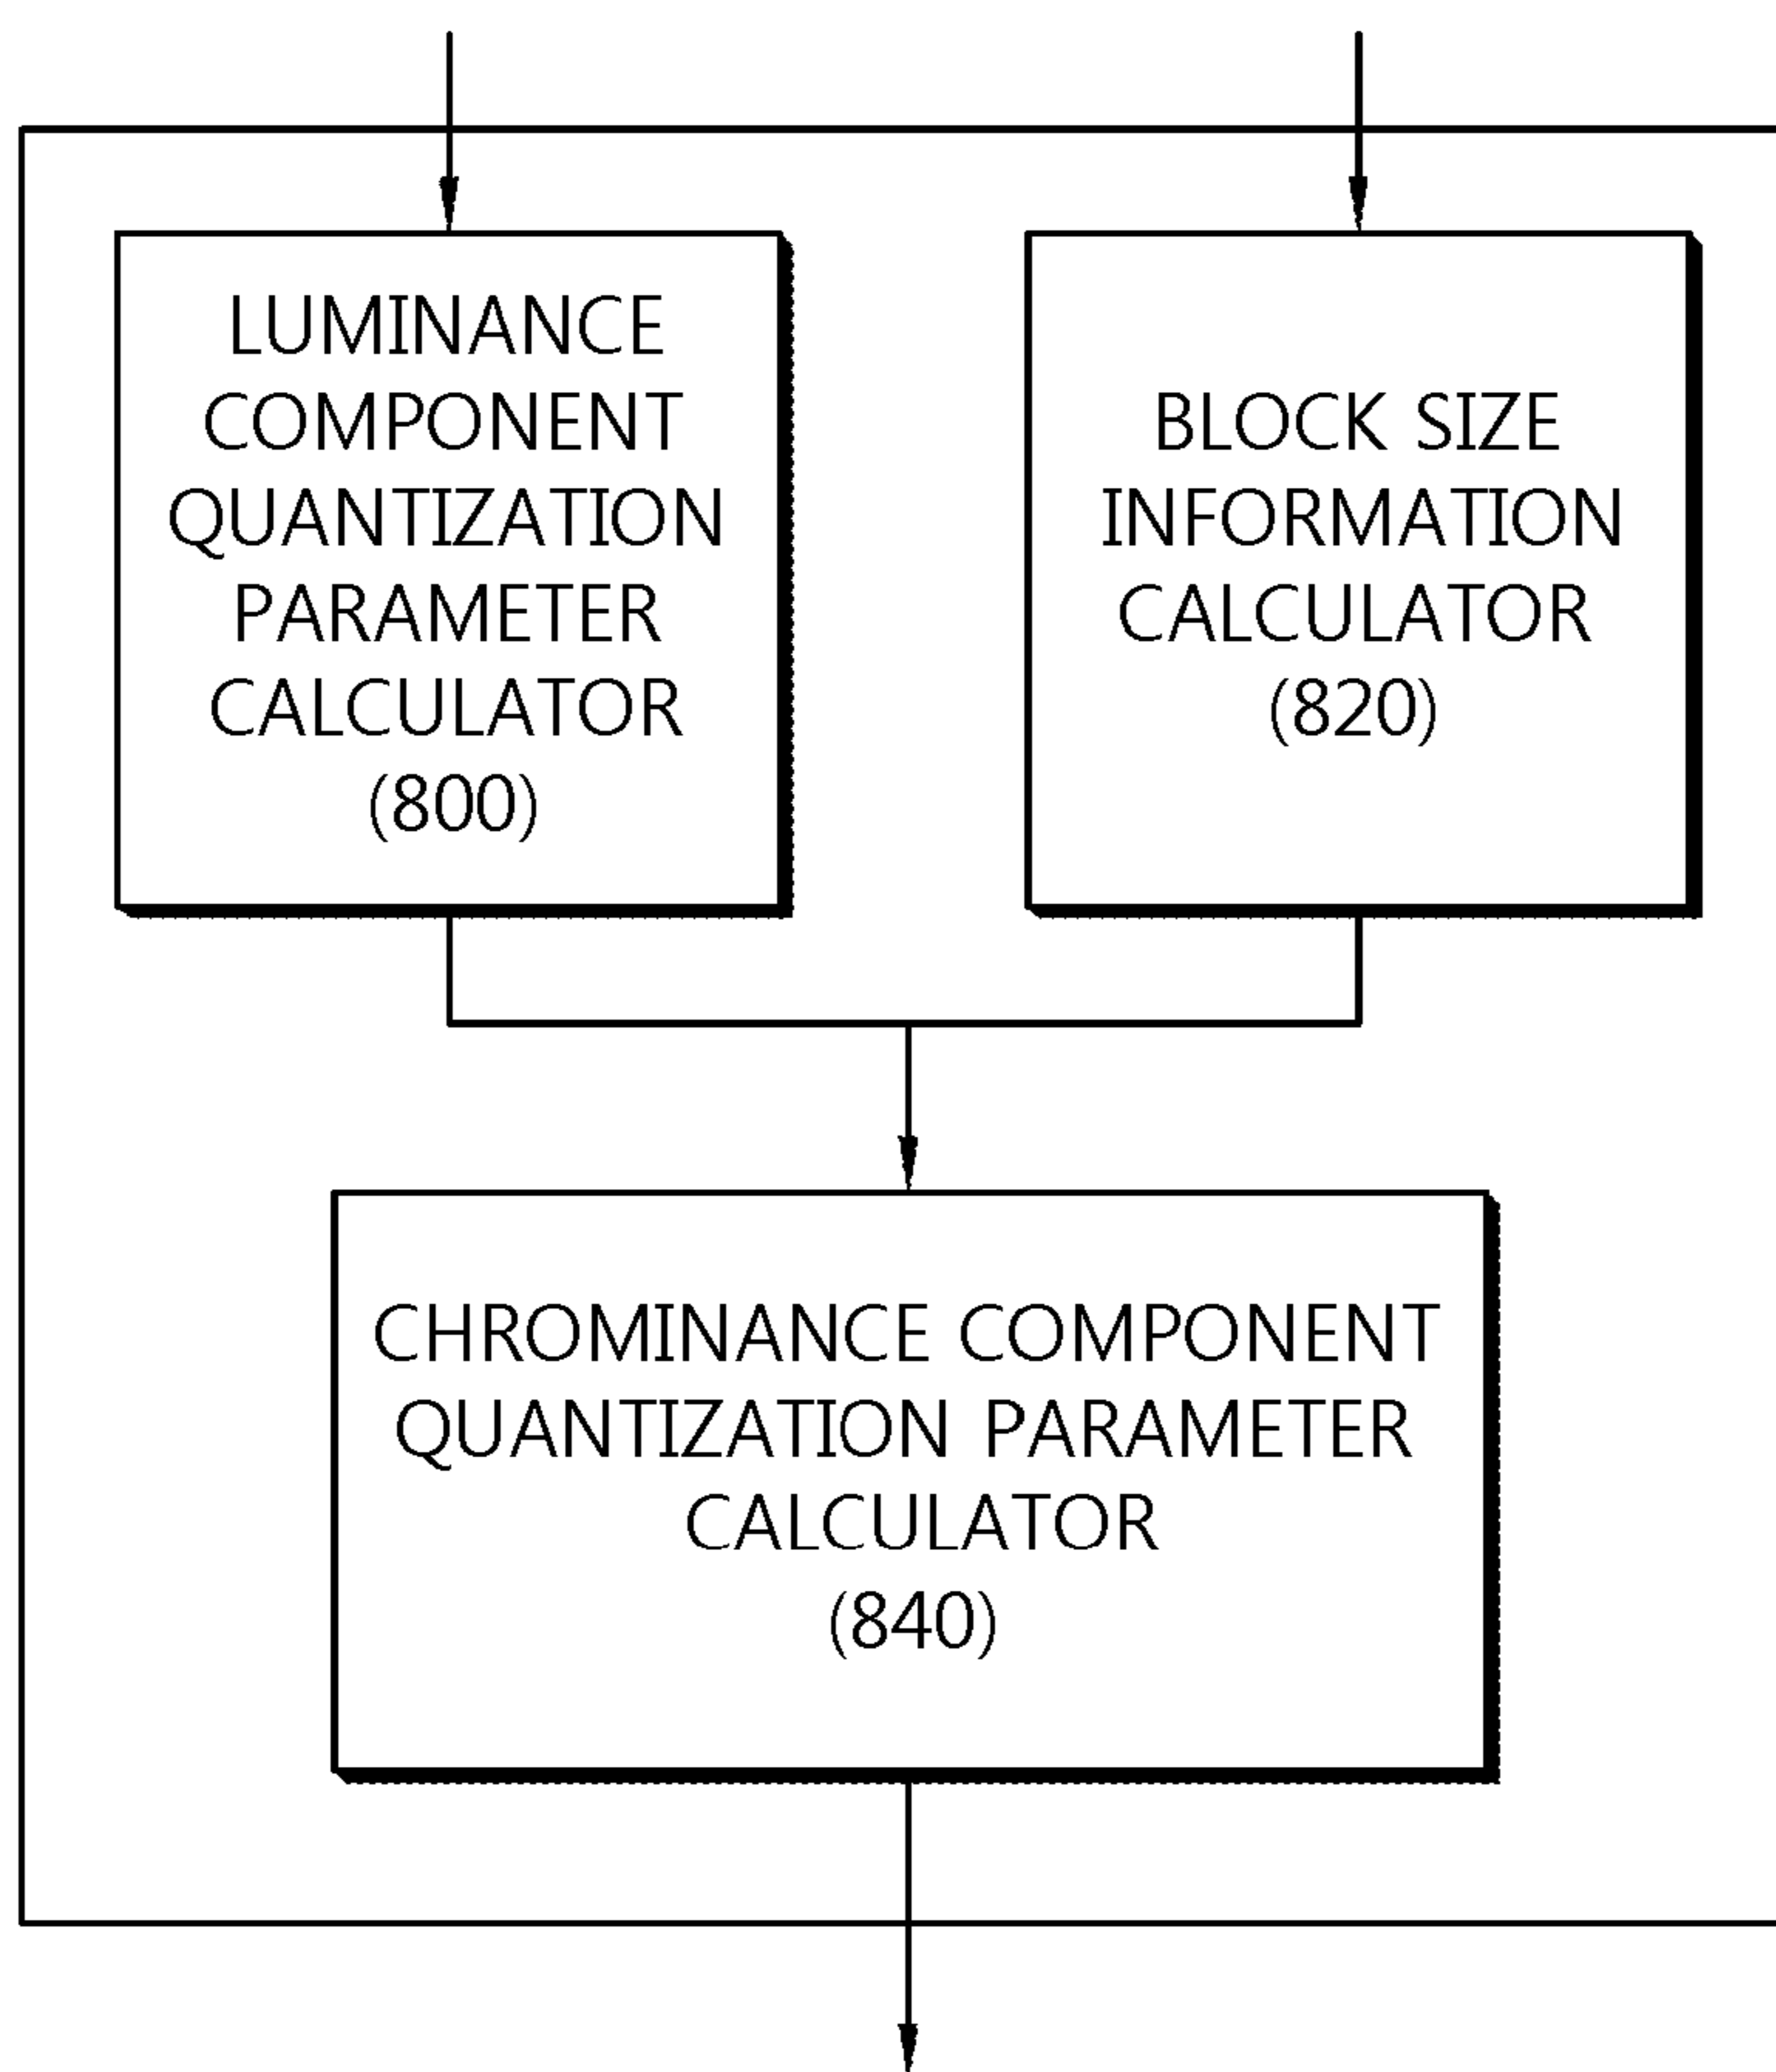 LUMINANCE
COMPONENT
QUANTIZATION
PARAMETER
CALCULATOR
(800)
BLOCK SIZE
INFORMATION
CALCULATOR
(820)
CHROMINANCE COMPONENT
QUANTIZATION PARAMETER
CALCULATOR
(840)